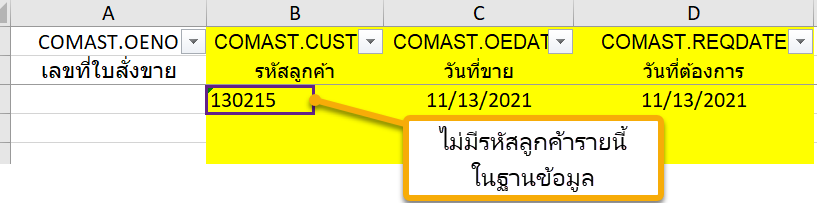 A B C D
COMAST.OENO COMAST.CUST COMAST.OEDAT COMAST.REQDATE
เลขที่ใบสั่งขาย รหัสลูกค้า วันที่ขาย วันที่ต้องการ
130215 11/13/2021 11/13/2021
ไม่มีรหัสลูกค้ารายนี้
ในฐานข้อมูล